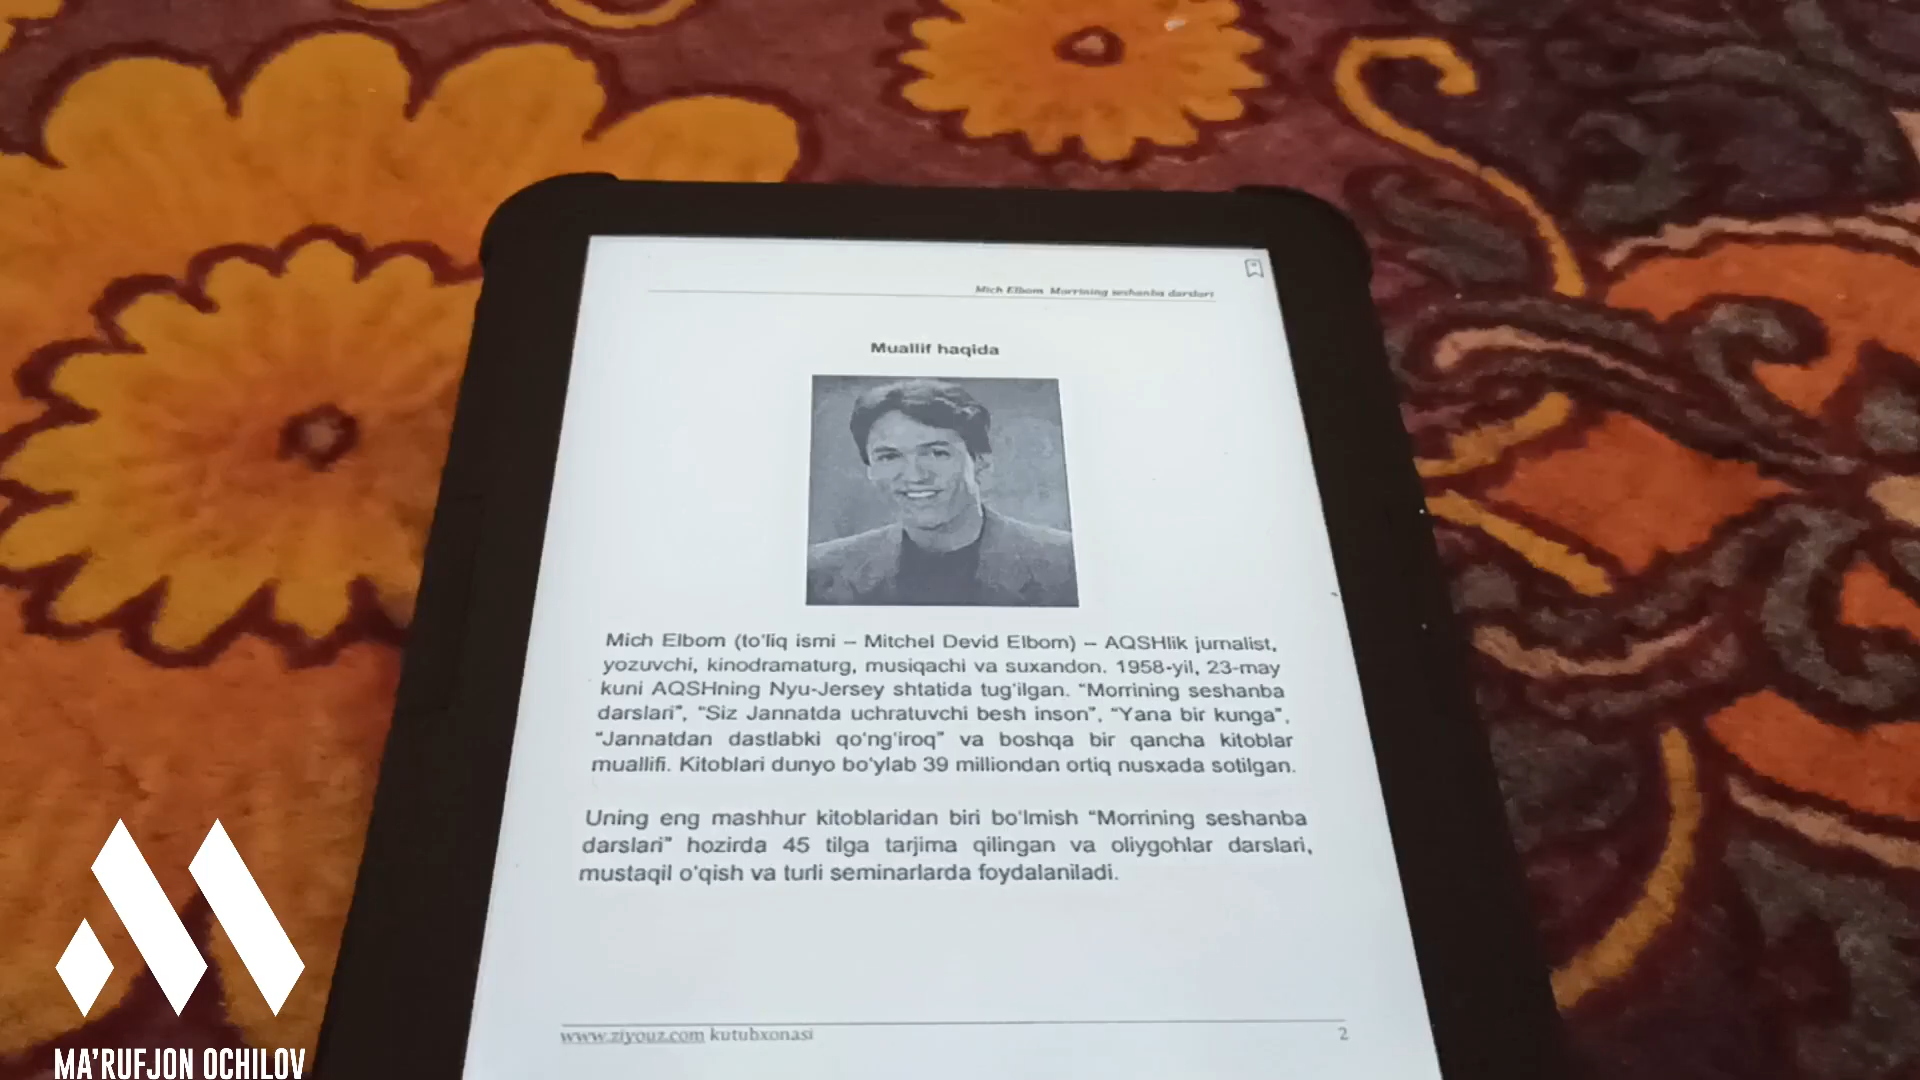 Mich Elbom Morrining seshanba darslari
Muallif haqida
Mich Elbom (to‘liq ismi – Mitchel Devid Elbom) – AQSHlik jurnalist,
yozuvchi, kinodramaturg, musiqachi va suxandon. 1958-yil, 23-may
kuni AQSHning Nyu-Jersey shtatida tug‘ilgan. “Morrining seshanba
darslari”, “Siz Jannatda uchratuvchi besh inson”, “Yana bir kunga”,
“Jannatdan dastlabki qo‘ng‘iroq” va boshqa bir qancha kitoblar
muallifi. Kitoblari dunyo bo‘ylab 39 milliondan ortiq nusxada sotilgan.
Uning eng mashhur kitoblaridan biri bo‘lmish “Morrining seshanba
darslari” hozirda 45 tilga tarjima qilingan va oliygohlar darslari,
mustaqil o‘qish va turli seminarlarda foydalaniladi.
www.ziyouz.com kutubxonasi 2
MA’RUFJON OCHILOV